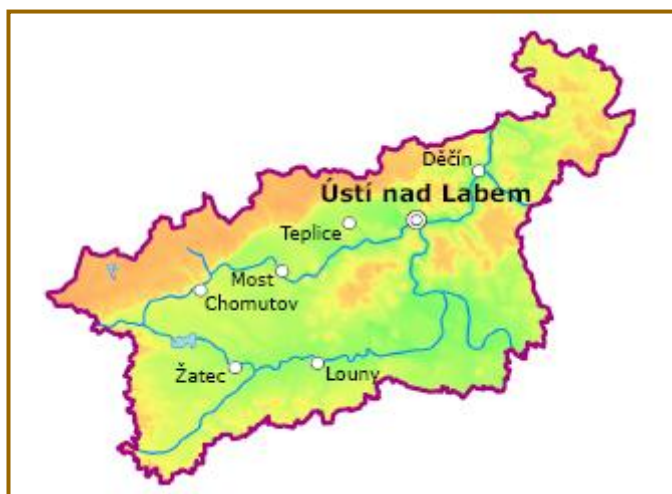 Děčín
Ústí nad Labem
Teplice
Most
Chomutov
Žatec
Louny